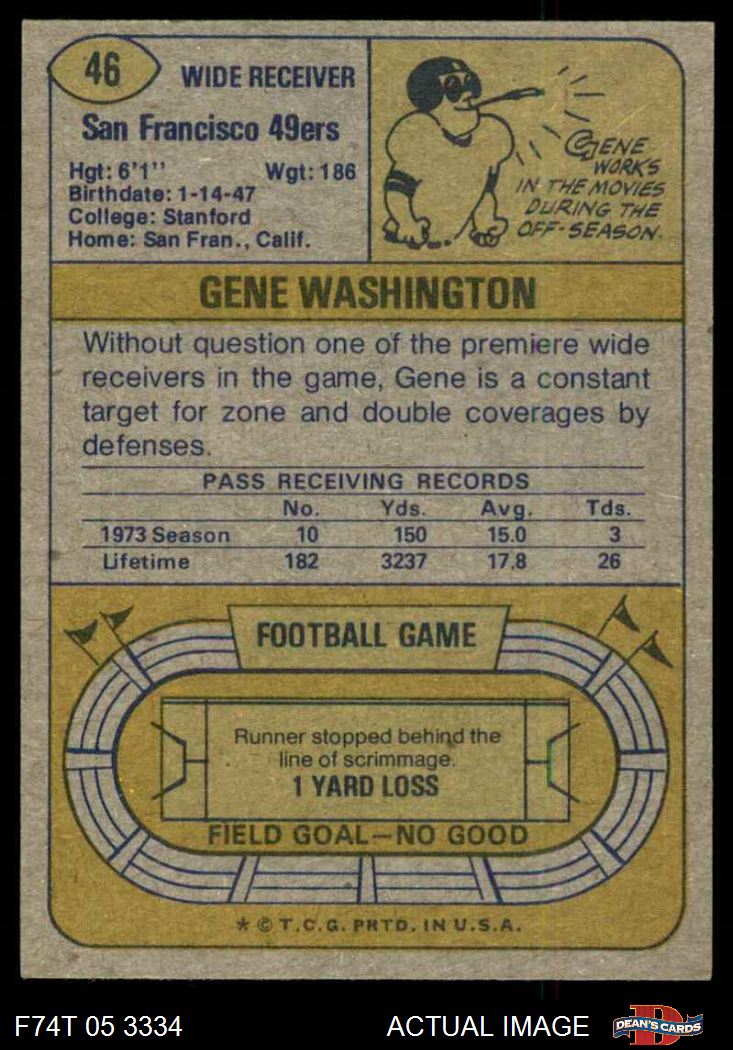 46
WIDE RECEIVER
San Francisco 49ers
Hgt: 6'1'' Wgt: 186
Birthdate: 1-14-47
College: Stanford
Home: San Fran., Calif.
GENE
WORKS
IN THE MOVIES
DURING THE
OFF-SEASON.
GENE WASHINGTON
Without question one of the premiere wide
receivers in the game, Gene is a constant
target for zone and double coverages by
defenses.
PASS RECEIVING RECORDS
No. Yds. Avg. Tds.
1973 Season 10 150 15.0 3
Lifetime 182 3237 17.8 26
FOOTBALL GAME
Runner stopped behind the
line of scrimmage.
1 YARD LOSS
FIELD GOAL—NO GOOD
* © T.C.G. PRTD. IN U.S.A.
F74T 05 3334 ACTUAL IMAGE
D
DEAN'S CARDS